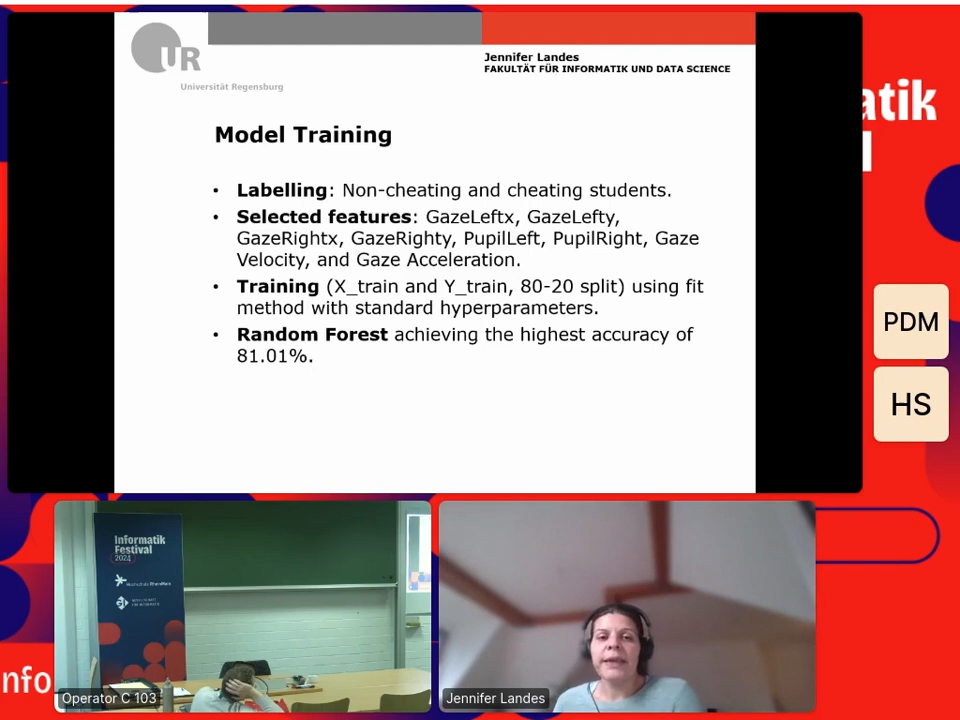 UR
Universität Regensburg
Jennifer Landes
FAKULTÄT FÜR INFORMATIK UND DATA SCIENCE
Model Training
• Labelling: Non-cheating and cheating students.
• Selected features: GazeLeftx, GazeLefty,
GazeRightx, GazeRighty, PupilLeft, PupilRight, Gaze
Velocity, and Gaze Acceleration.
• Training (X_train and Y_train, 80-20 split) using fit
method with standard hyperparameters.
• Random Forest achieving the highest accuracy of
81.01%.
atik
PDM
HS
Informatik
Festival
2024
Hochschule RheinMain
Operator C 103
Jennifer Landes
nfo